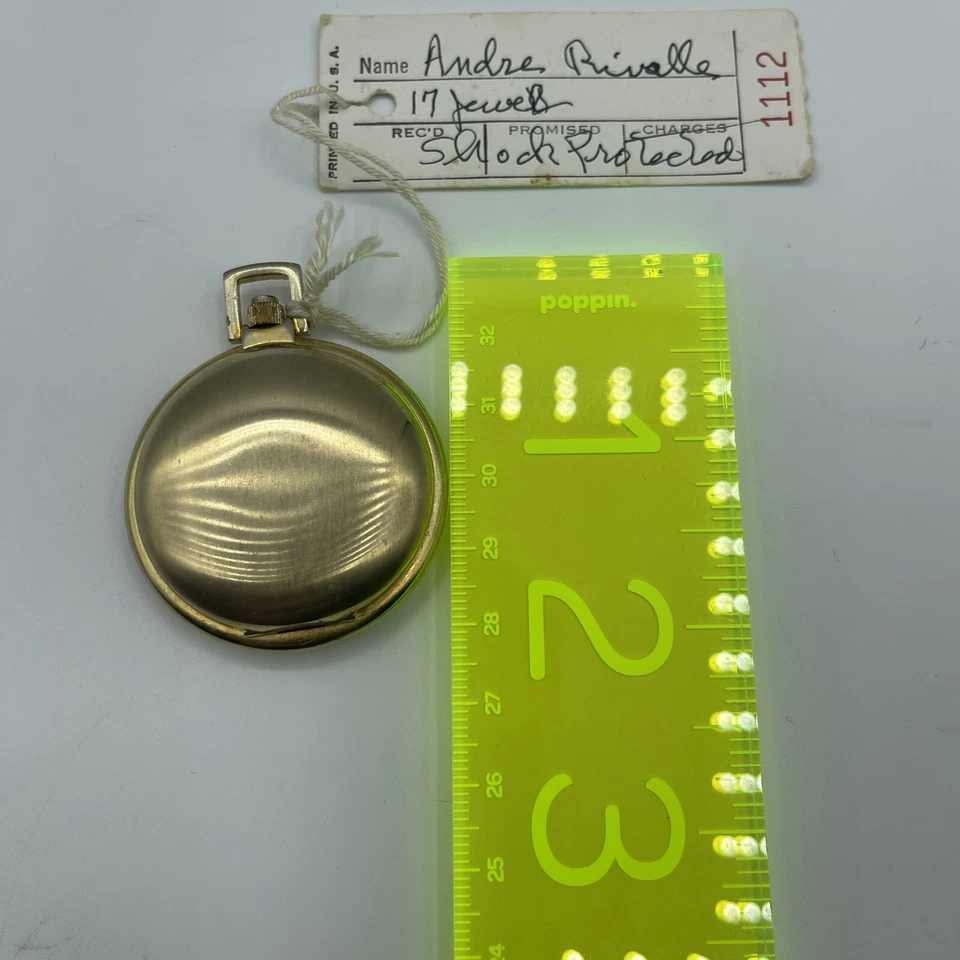 PRINTED IN U. S. A.
Name Andre Rivalle
17 jewels
REC'D PROMISED CHARGES
Shock Protected
1112
poppin.
32
31
1
30
29
28
2
27
26
3
25
24